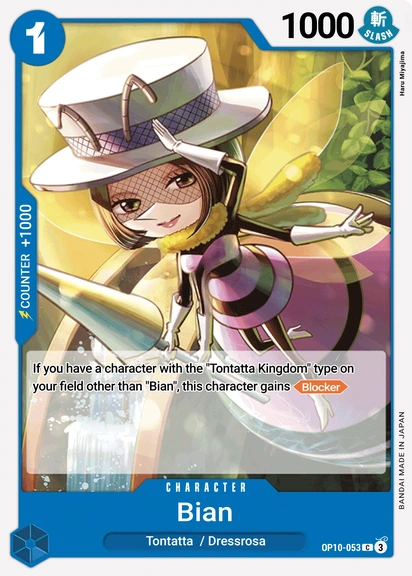 1
1000
斬
SLASH
Haru Miyajima
COUNTER +1000
If you have a character with the "Tontatta Kingdom" type on
your field other than "Bian", this character gains Blocker
BANDAI MADE IN JAPAN
CHARACTER
Bian
Tontatta / Dressrosa
OP10-053 C 3